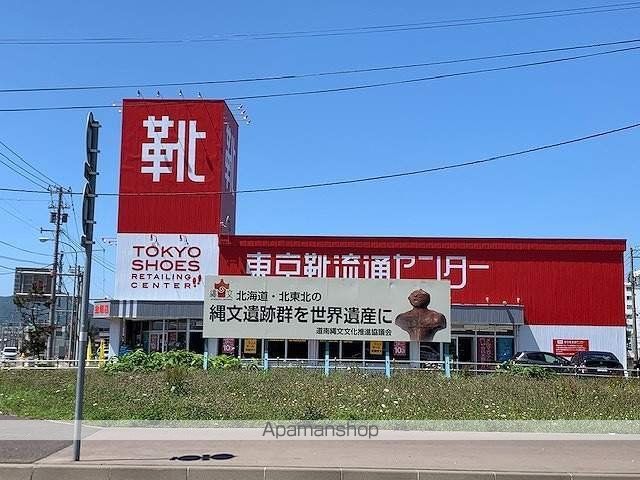 靴
TOKYO
SHOES
RETAILING
CENTER
東京靴流通センター
縄文
北海道・北東北の
縄文遺跡群を世界遺産に
道南縄文文化推進協議会
Apamanshop